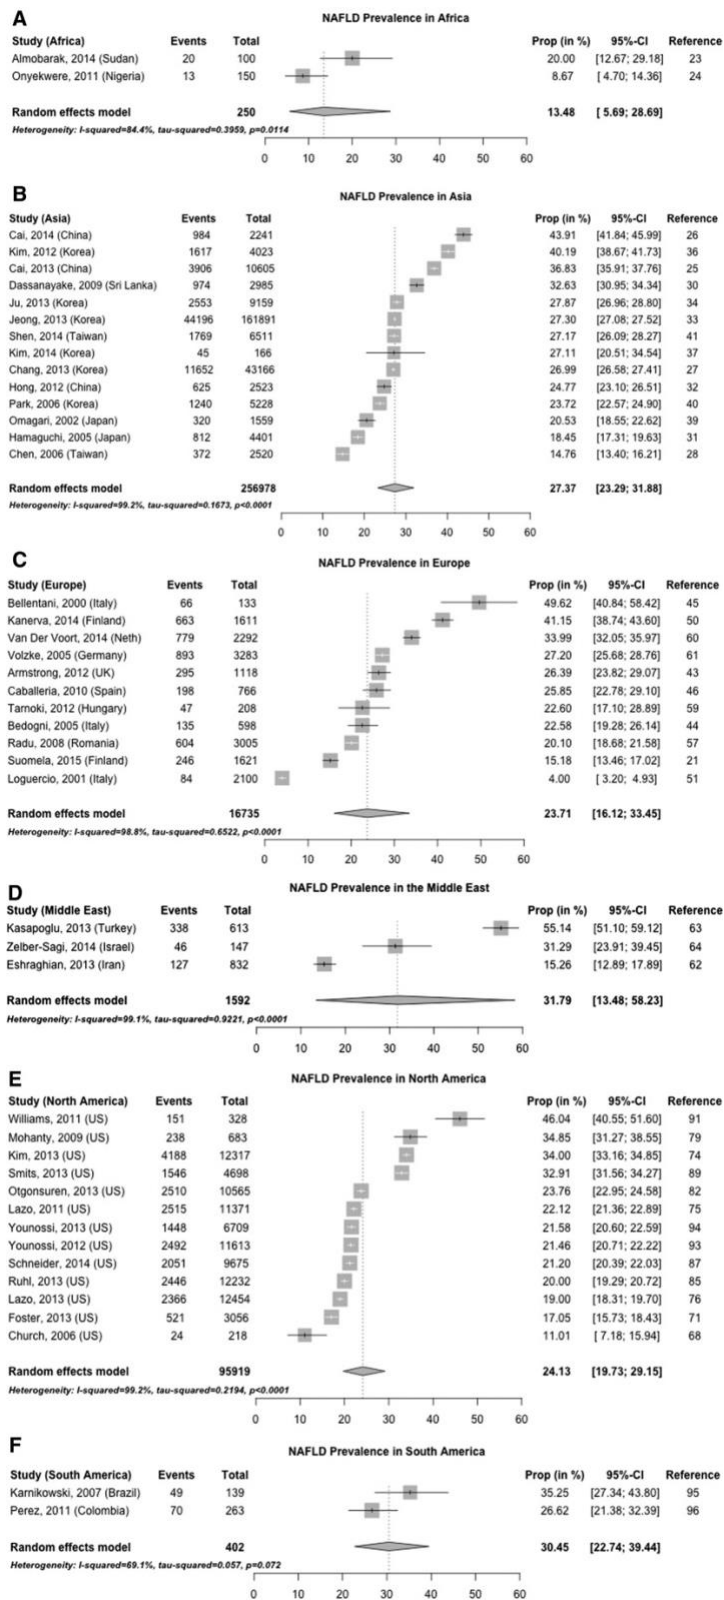 A
NAFLD Prevalence in Africa
Study (Africa) Events Total Prop (in %) 95%-CI Reference
Almobarak, 2014 (Sudan) 20 100 20.00 [12.67; 29.18] 23
Onyekwere, 2011 (Nigeria) 13 150 8.67 [ 4.70; 14.36] 24
Random effects model 250 13.48 [ 5.69; 28.69]
Heterogeneity: I-squared=84.4%, tau-squared=0.3959, p=0.0114
0 10 20 30 40 50 60
B
NAFLD Prevalence in Asia
Study (Asia) Events Total Prop (in %) 95%-CI Reference
Cai, 2014 (China) 984 2241 43.91 [41.84; 45.99] 26
Kim, 2012 (Korea) 1617 4023 40.19 [38.67; 41.73] 36
Cai, 2013 (China) 3906 10605 36.83 [35.91; 37.76] 25
Dassanayake, 2009 (Sri Lanka) 974 2985 32.63 [30.95; 34.34] 30
Ju, 2013 (Korea) 2553 9159 27.87 [26.96; 28.80] 34
Jeong, 2013 (Korea) 44196 161891 27.30 [27.08; 27.52] 33
Shen, 2014 (Taiwan) 1769 6511 27.17 [26.09; 28.27] 41
Kim, 2014 (Korea) 45 166 27.11 [20.51; 34.54] 37
Chang, 2013 (Korea) 11652 43166 26.99 [26.58; 27.41] 27
Hong, 2012 (China) 625 2523 24.77 [23.10; 26.51] 32
Park, 2006 (Korea) 1240 5228 23.72 [22.57; 24.90] 40
Omagari, 2002 (Japan) 320 1559 20.53 [18.55; 22.62] 39
Hamaguchi, 2005 (Japan) 812 4401 18.45 [17.31; 19.63] 31
Chen, 2006 (Taiwan) 372 2520 14.76 [13.40; 16.21] 28
Random effects model 256978 27.37 [23.29; 31.88]
Heterogeneity: I-squared=99.2%, tau-squared=0.1673, p<0.0001
0 10 20 30 40 50 60
C
NAFLD Prevalence in Europe
Study (Europe) Events Total Prop (in %) 95%-CI Reference
Bellentani, 2000 (Italy) 66 133 49.62 [40.84; 58.42] 45
Kanerva, 2014 (Finland) 663 1611 41.15 [38.74; 43.60] 50
Van Der Voort, 2014 (Neth) 779 2292 33.99 [32.05; 35.97] 60
Volzke, 2005 (Germany) 893 3283 27.20 [25.68; 28.76] 61
Armstrong, 2012 (UK) 295 1118 26.39 [23.82; 29.07] 43
Caballeria, 2010 (Spain) 198 766 25.85 [22.78; 29.10] 46
Tarnoki, 2012 (Hungary) 47 208 22.60 [17.10; 28.89] 59
Bedogni, 2005 (Italy) 135 598 22.58 [19.28; 26.14] 44
Radu, 2008 (Romania) 604 3005 20.10 [18.68; 21.58] 57
Suomela, 2015 (Finland) 246 1621 15.18 [13.46; 17.02] 21
Loguercio, 2001 (Italy) 84 2100 4.00 [ 3.20; 4.93] 51
Random effects model 16735 23.71 [16.12; 33.45]
Heterogeneity: I-squared=98.8%, tau-squared=0.6522, p<0.0001
0 10 20 30 40 50 60
D
NAFLD Prevalence in the Middle East
Study (Middle East) Events Total Prop (in %) 95%-CI Reference
Kasapoglu, 2013 (Turkey) 338 613 55.14 [51.10; 59.12] 63
Zelber-Sagi, 2014 (Israel) 46 147 31.29 [23.91; 39.45] 64
Eshraghian, 2013 (Iran) 127 832 15.26 [12.89; 17.89] 62
Random effects model 1592 31.79 [13.48; 58.23]
Heterogeneity: I-squared=99.1%, tau-squared=0.9221, p<0.0001
0 10 20 30 40 50 60
E
NAFLD Prevalence in North America
Study (North America) Events Total Prop (in %) 95%-CI Reference
Williams, 2011 (US) 151 328 46.04 [40.55; 51.60] 91
Mohanty, 2009 (US) 238 683 34.85 [31.27; 38.55] 79
Kim, 2013 (US) 4188 12317 34.00 [33.16; 34.85] 74
Smits, 2013 (US) 1546 4698 32.91 [31.56; 34.27] 89
Otgonsuren, 2013 (US) 2510 10565 23.76 [22.95; 24.58] 82
Lazo, 2011 (US) 2515 11371 22.12 [21.36; 22.89] 75
Younossi, 2013 (US) 1448 6709 21.58 [20.60; 22.59] 94
Younossi, 2012 (US) 2492 11613 21.46 [20.71; 22.22] 93
Schneider, 2014 (US) 2051 9675 21.20 [20.39; 22.03] 87
Ruhl, 2013 (US) 2446 12232 20.00 [19.29; 20.72] 85
Lazo, 2013 (US) 2366 12454 19.00 [18.31; 19.70] 76
Foster, 2013 (US) 521 3056 17.05 [15.73; 18.43] 71
Church, 2006 (US) 24 218 11.01 [ 7.18; 15.94] 68
Random effects model 95919 24.13 [19.73; 29.15]
Heterogeneity: I-squared=99.2%, tau-squared=0.2194, p<0.0001
0 10 20 30 40 50 60
F
NAFLD Prevalence in South America
Study (South America) Events Total Prop (in %) 95%-CI Reference
Karnikowski, 2007 (Brazil) 49 139 35.25 [27.34; 43.80] 95
Perez, 2011 (Colombia) 70 263 26.62 [21.38; 32.39] 96
Random effects model 402 30.45 [22.74; 39.44]
Heterogeneity: I-squared=69.1%, tau-squared=0.057, p=0.072
0 10 20 30 40 50 60